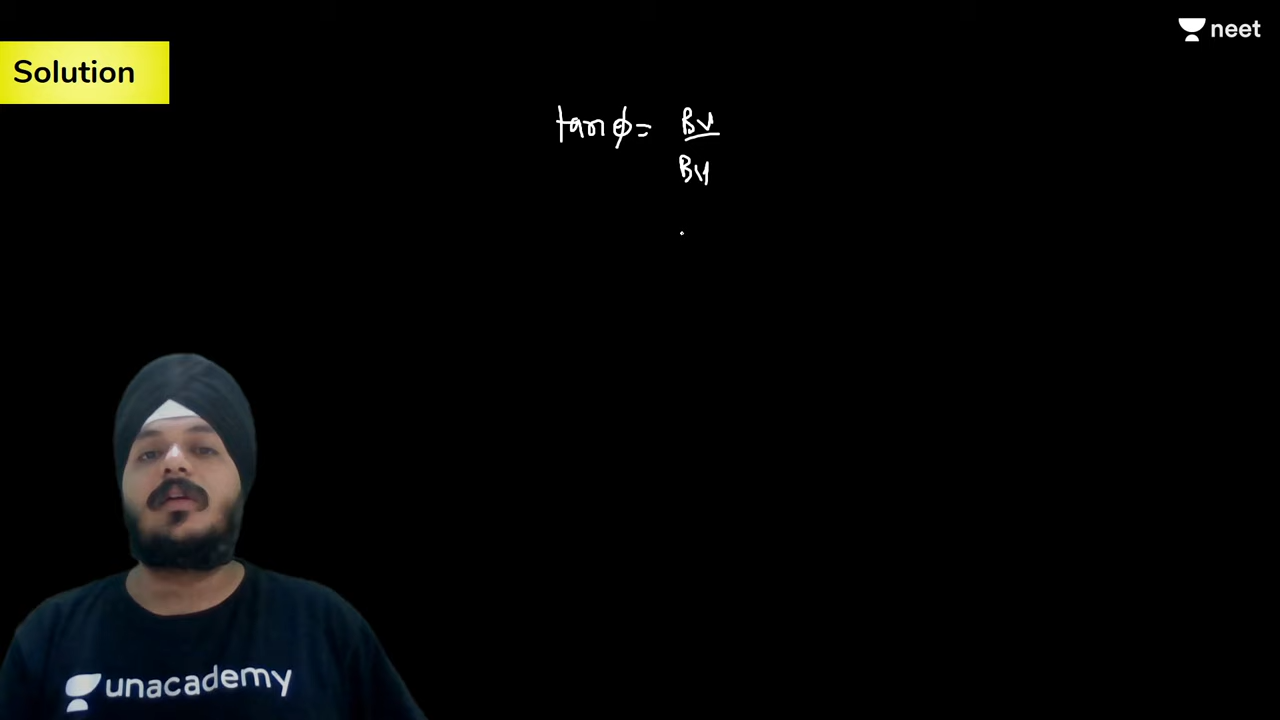 neet
Solution
tan φ = BV
BH
unacademy